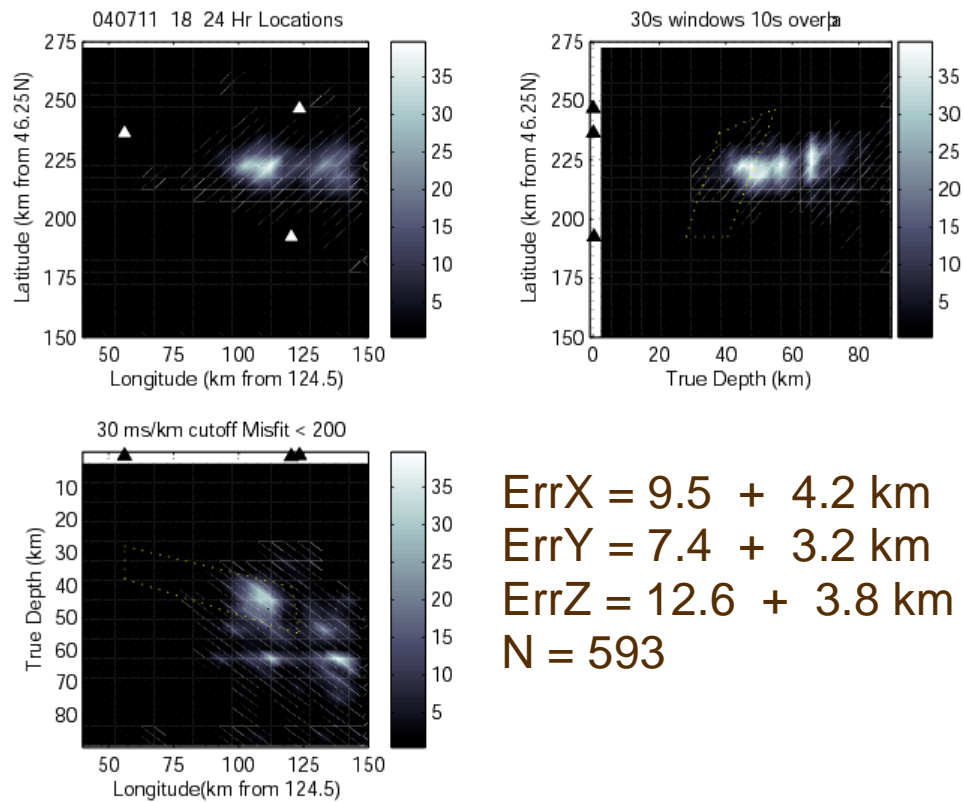 040711 18 24 Hr Locations
275
250
225
200
175
150
50 75 100 125 150
Latitude (km from 46.25N)
Longitude (km from 124.5)
35
30
25
20
15
10
5
30s windows 10s overpa
275
250
225
200
175
150
0 20 40 60 80
Latitude (km from 46.25N)
True Depth (km)
35
30
25
20
15
10
5
30 ms/km cutoff Misfit < 200
10
20
30
40
50
60
70
80
50 75 100 125 150
True Depth (km)
Longitude(km from 124.5)
35
30
25
20
15
10
5
ErrX = 9.5 + 4.2 km
ErrY = 7.4 + 3.2 km
ErrZ = 12.6 + 3.8 km
N = 593